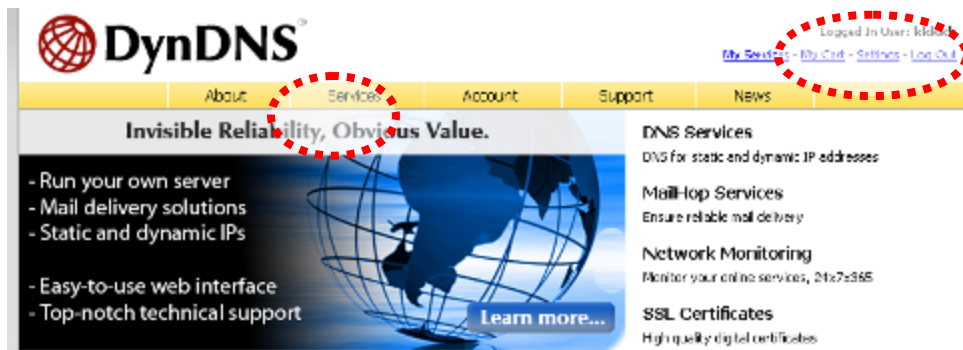 DynDNS
Logged In User:
My Services - My Cart - Settings - Log Out
About Services Account Support News
Invisible Reliability, Obvious Value.
- Run your own server
- Mail delivery solutions
- Static and dynamic IPs
- Easy-to-use web interface
- Top-notch technical support
Learn more...
DNS Services
DNS for static and dynamic IP addresses
MailHop Services
Ensure reliable mail delivery
Network Monitoring
Monitor your online services, 24x7x365
SSL Certificates
High quality digital certificates